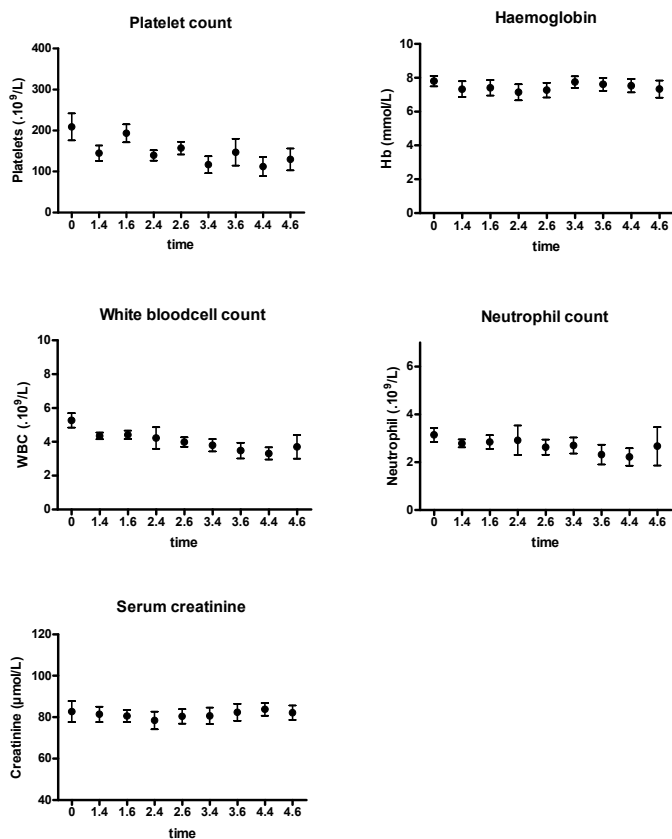 Platelet count
Platelets (.10⁹/L)
400
300
200
100
0
0 1.4 1.6 2.4 2.6 3.4 3.6 4.4 4.6
time
Haemoglobin
Hb (mmol/L)
10
8
6
4
2
0
0 1.4 1.6 2.4 2.6 3.4 3.6 4.4 4.6
time
White bloodcell count
WBC (.10⁹/L)
10
8
6
4
2
0
0 1.4 1.6 2.4 2.6 3.4 3.6 4.4 4.6
time
Neutrophil count
Neutrophil (.10⁹/L)
6
4
2
0
0 1.4 1.6 2.4 2.6 3.4 3.6 4.4 4.6
time
Serum creatinine
Creatinine (µmol/L)
120
100
80
60
40
0 1.4 1.6 2.4 2.6 3.4 3.6 4.4 4.6
time